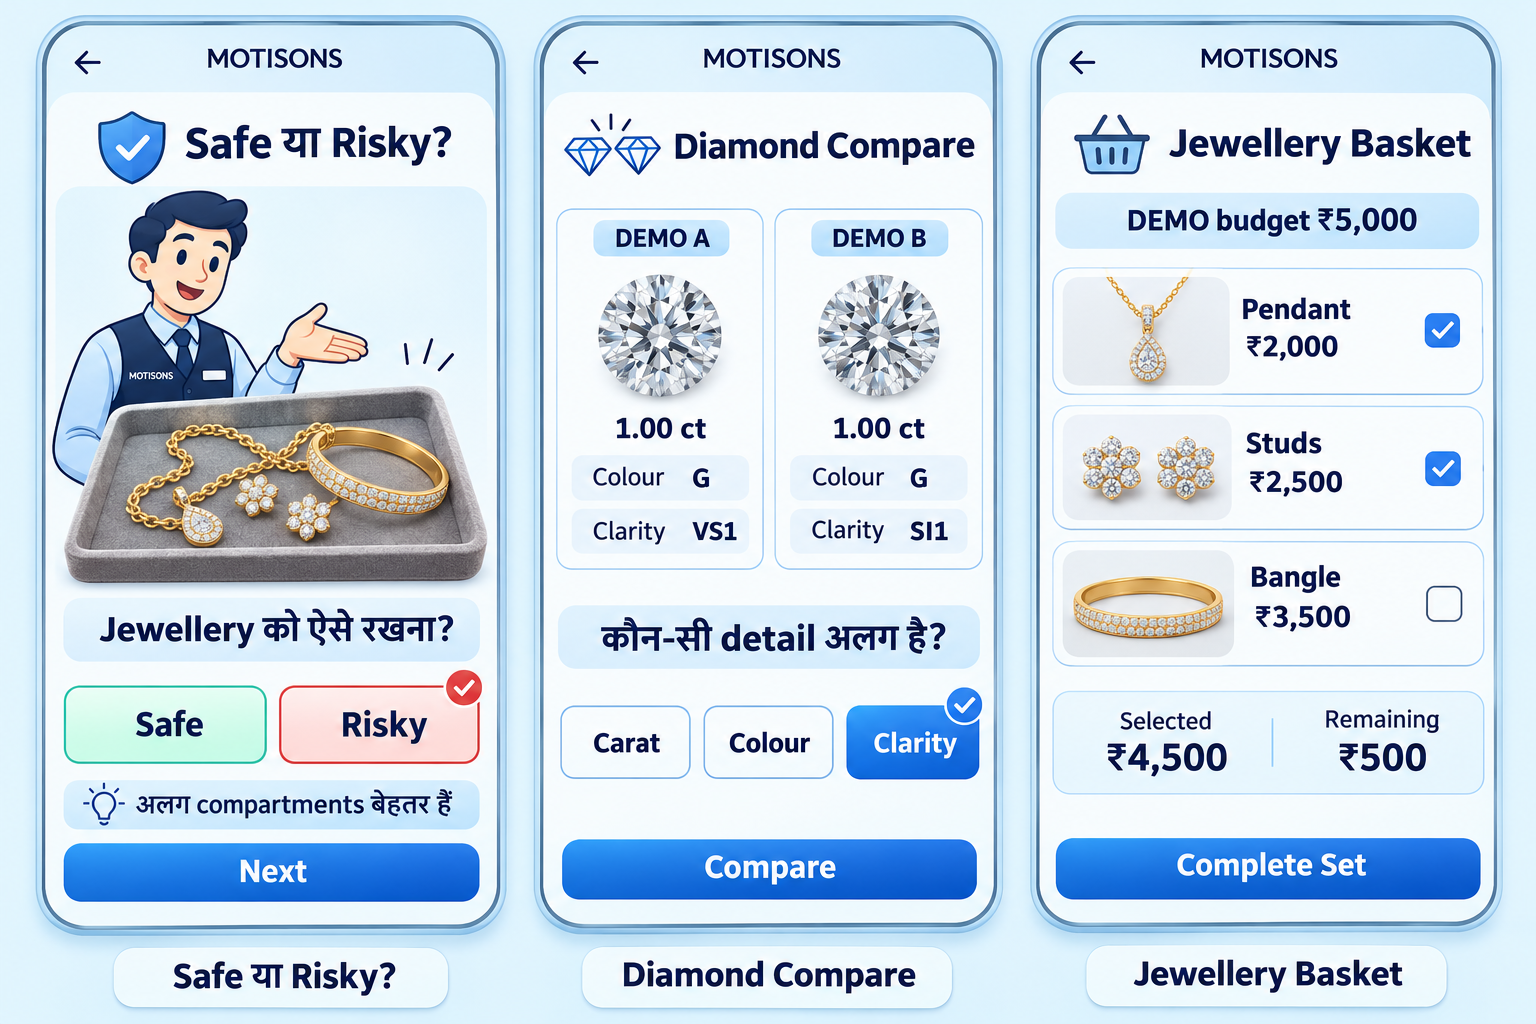 MOTISONS
Safe या Risky?
MOTISONS
Jewellery को ऐसे रखना?
Safe
Risky
अलग compartments बेहतर हैं
Next
Safe या Risky?
MOTISONS
Diamond Compare
DEMO A
1.00 ct
Colour G
Clarity VS1
DEMO B
1.00 ct
Colour G
Clarity SI1
कौन-सी detail अलग है?
Carat
Colour
Clarity
Compare
Diamond Compare
MOTISONS
Jewellery Basket
DEMO budget ₹5,000
Pendant
₹2,000
Studs
₹2,500
Bangle
₹3,500
Selected
₹4,500
Remaining
₹500
Complete Set
Jewellery Basket